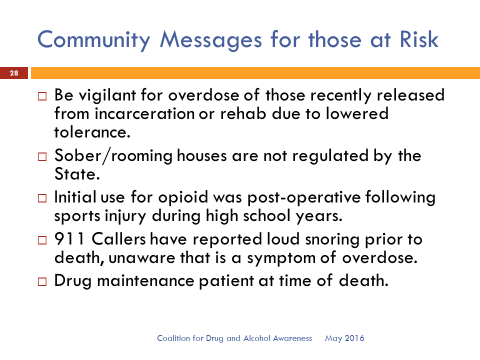 Community Messages for those at Risk
28
Be vigilant for overdose of those recently released
from incarceration or rehab due to lowered
tolerance.
Sober/rooming houses are not regulated by the
State.
Initial use for opioid was post-operative following
sports injury during high school years.
911 Callers have reported loud snoring prior to
death, unaware that is a symptom of overdose.
Drug maintenance patient at time of death.
Coalition for Drug and Alcohol Awareness May 2016